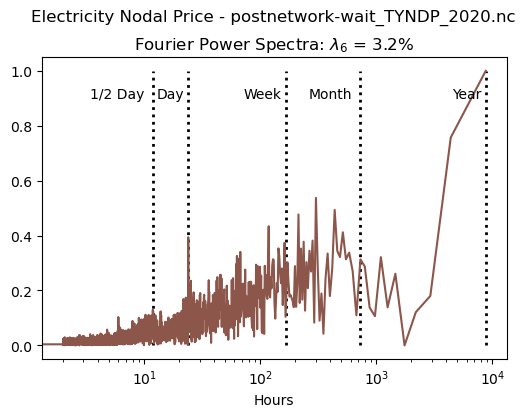 Electricity Nodal Price - postnetwork-wait_TYNDP_2020.nc
Fourier Power Spectra: λ₆ = 3.2%
1.0
1/2 Day
Day
Week
Month
Year
0.8
0.6
0.4
0.2
0.0
10¹
10²
10³
10⁴
Hours